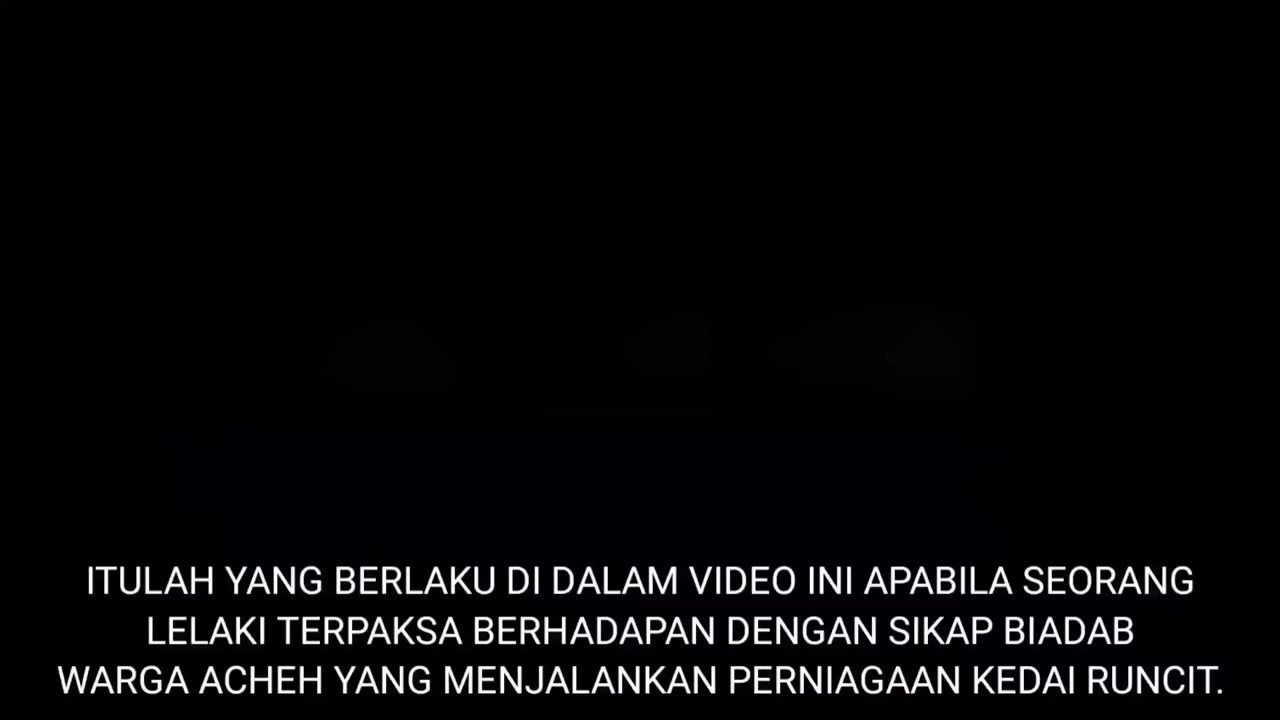 ITULAH YANG BERLAKU DI DALAM VIDEO INI APABILA SEORANG
LELAKI TERPAKSA BERHADAPAN DENGAN SIKAP BIADAB
WARGA ACHEH YANG MENJALANKAN PERNIAGAAN KEDAI RUNCIT.